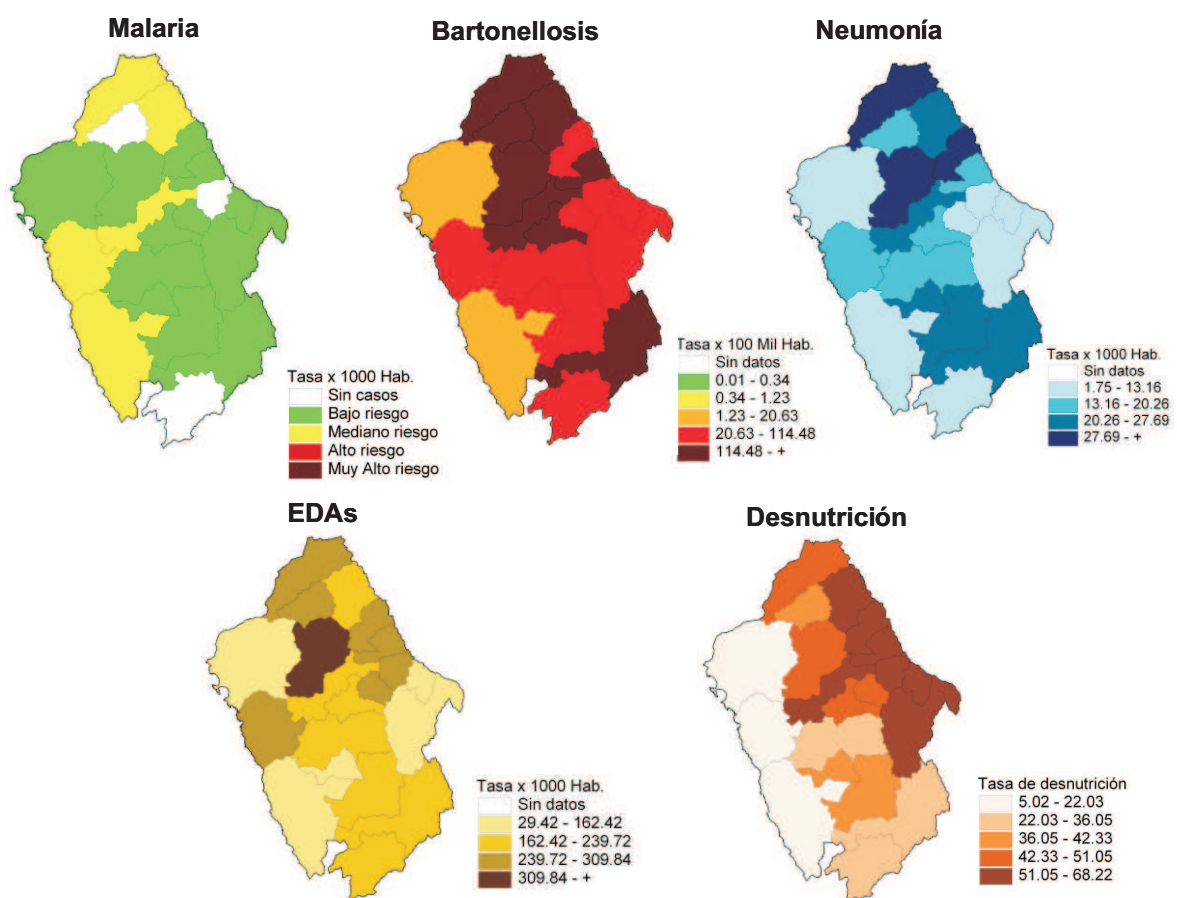 Malaria
Bartonellosis
Neumonía
Tasa x 1000 Hab.
Sin casos
Bajo riesgo
Mediano riesgo
Alto riesgo
Muy Alto riesgo
Tasa x 100 Mil Hab.
Sin datos
0.01 - 0.34
0.34 - 1.23
1.23 - 20.63
20.63 - 114.48
114.48 - +
Tasa x 1000 Hab.
Sin datos
1.75 - 13.16
13.16 - 20.26
20.26 - 27.69
27.69 - +
EDAs
Desnutrición
Tasa x 1000 Hab.
Sin datos
29.42 - 162.42
162.42 - 239.72
239.72 - 309.84
309.84 - +
Tasa de desnutrición
5.02 - 22.03
22.03 - 36.05
36.05 - 42.33
42.33 - 51.05
51.05 - 68.22